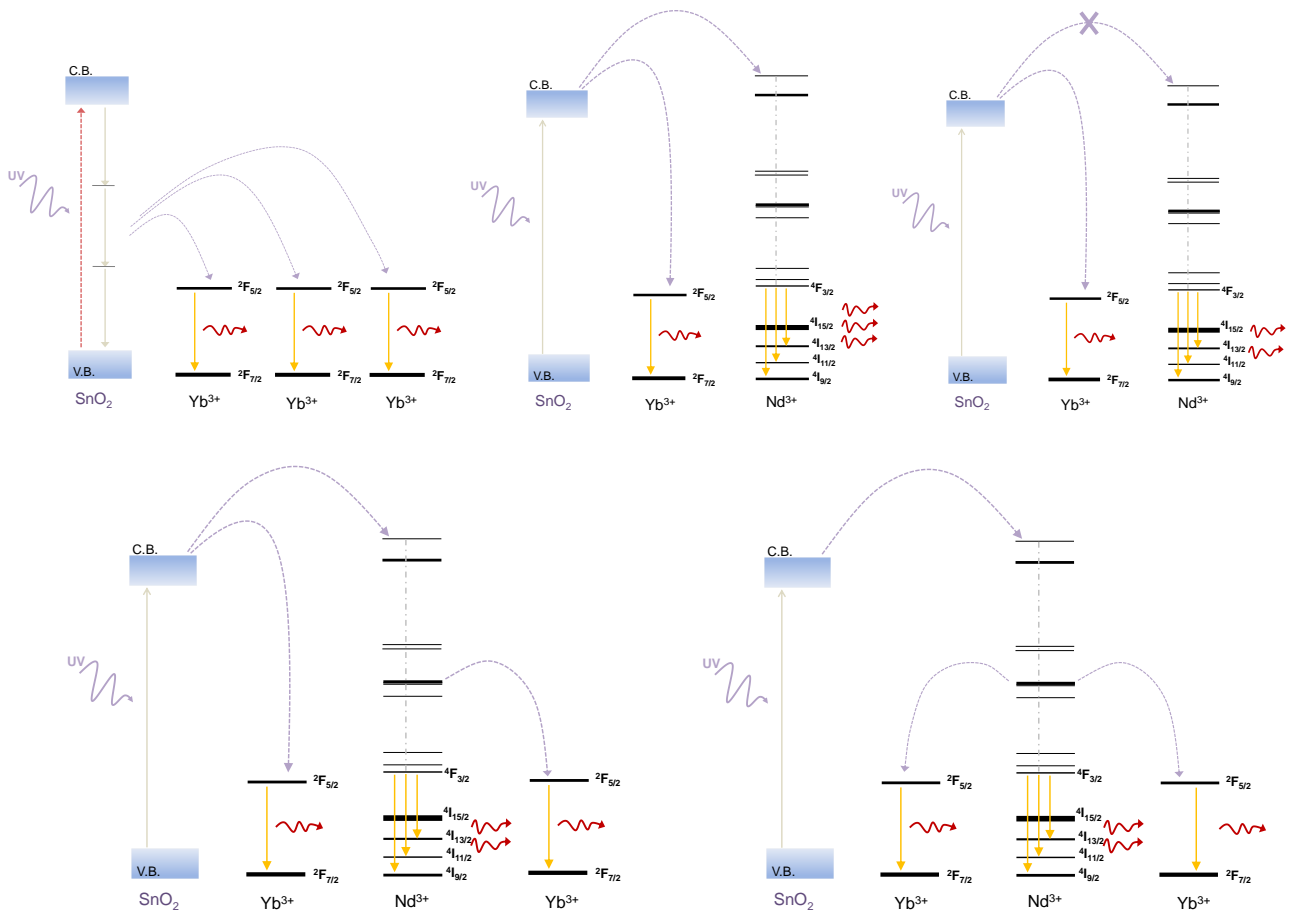 C.B.
UV
²F₅/₂ ²F₅/₂ ²F₅/₂
V.B.
²F₇/₂ ²F₇/₂ ²F₇/₂
SnO₂ Yb³⁺ Yb³⁺ Yb³⁺
C.B.
UV
²F₅/₂ ⁴F₃/₂
⁴I₁₅/₂
⁴I₁₃/₂
⁴I₁₁/₂
V.B. ²F₇/₂ ⁴I₉/₂
SnO₂ Yb³⁺ Nd³⁺
C.B.
UV
X
²F₅/₂ ⁴F₃/₂
⁴I₁₅/₂
⁴I₁₃/₂
⁴I₁₁/₂
V.B. ²F₇/₂ ⁴I₉/₂
SnO₂ Yb³⁺ Nd³⁺
C.B.
UV
²F₅/₂ ⁴F₃/₂ ²F₅/₂
⁴I₁₅/₂
⁴I₁₃/₂
⁴I₁₁/₂
V.B. ²F₇/₂ ⁴I₉/₂ ²F₇/₂
SnO₂ Yb³⁺ Nd³⁺ Yb³⁺
C.B.
UV
²F₅/₂ ⁴F₃/₂ ²F₅/₂
⁴I₁₅/₂
⁴I₁₃/₂
⁴I₁₁/₂
V.B. ²F₇/₂ ⁴I₉/₂ ²F₇/₂
SnO₂ Yb³⁺ Nd³⁺ Yb³⁺